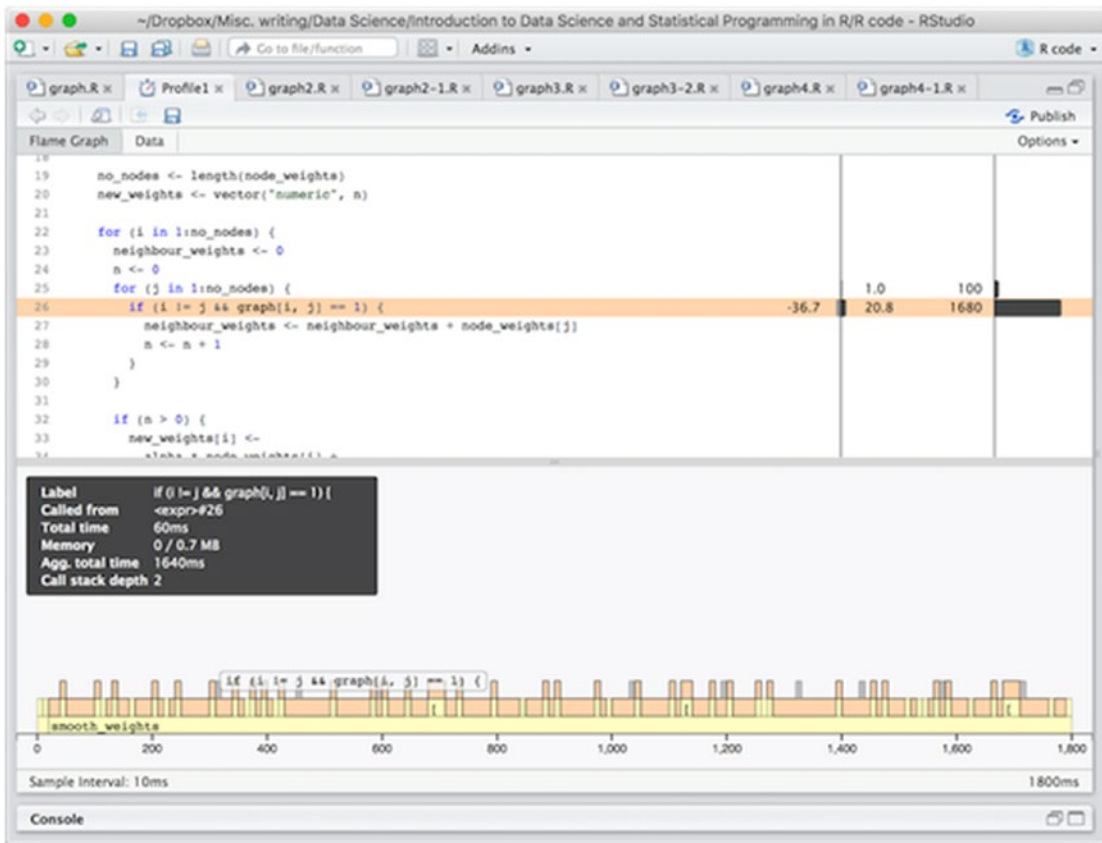 ~/Dropbox/Misc. writing/Data Science/Introduction to Data Science and Statistical Programming in R/R code - RStudio
Go to file/function Addins R code
graph.R Profile1 graph2.R graph2-1.R graph3.R graph3-2.R graph4.R graph4-1.R
Publish
Flame Graph Data Options
18
19 no_nodes <- length(node_weights)
20 new_weights <- vector("numeric", n)
21
22 for (i in 1:no_nodes) {
23 neighbour_weights <- 0
24 n <- 0
25 for (j in 1:no_nodes) { 1.0 100
26 if (i != j && graph[i, j] == 1) { -36.7 20.8 1680
27 neighbour_weights <- neighbour_weights + node_weights[j]
28 n <- n + 1
29 }
30 }
31
32 if (n > 0) {
33 new_weights[i] <-
34 alpha * node_weights[i] +
Label if (i != j && graph[i, j] == 1) {
Called from <expr>#26
Total time 60ms
Memory 0 / 0.7 MB
Agg. total time 1640ms
Call stack depth 2
if (i != j && graph[i, j] == 1) {
[ [ [
smooth_weights
0 200 400 600 800 1,000 1,200 1,400 1,600 1,800
Sample Interval: 10ms 1800ms
Console